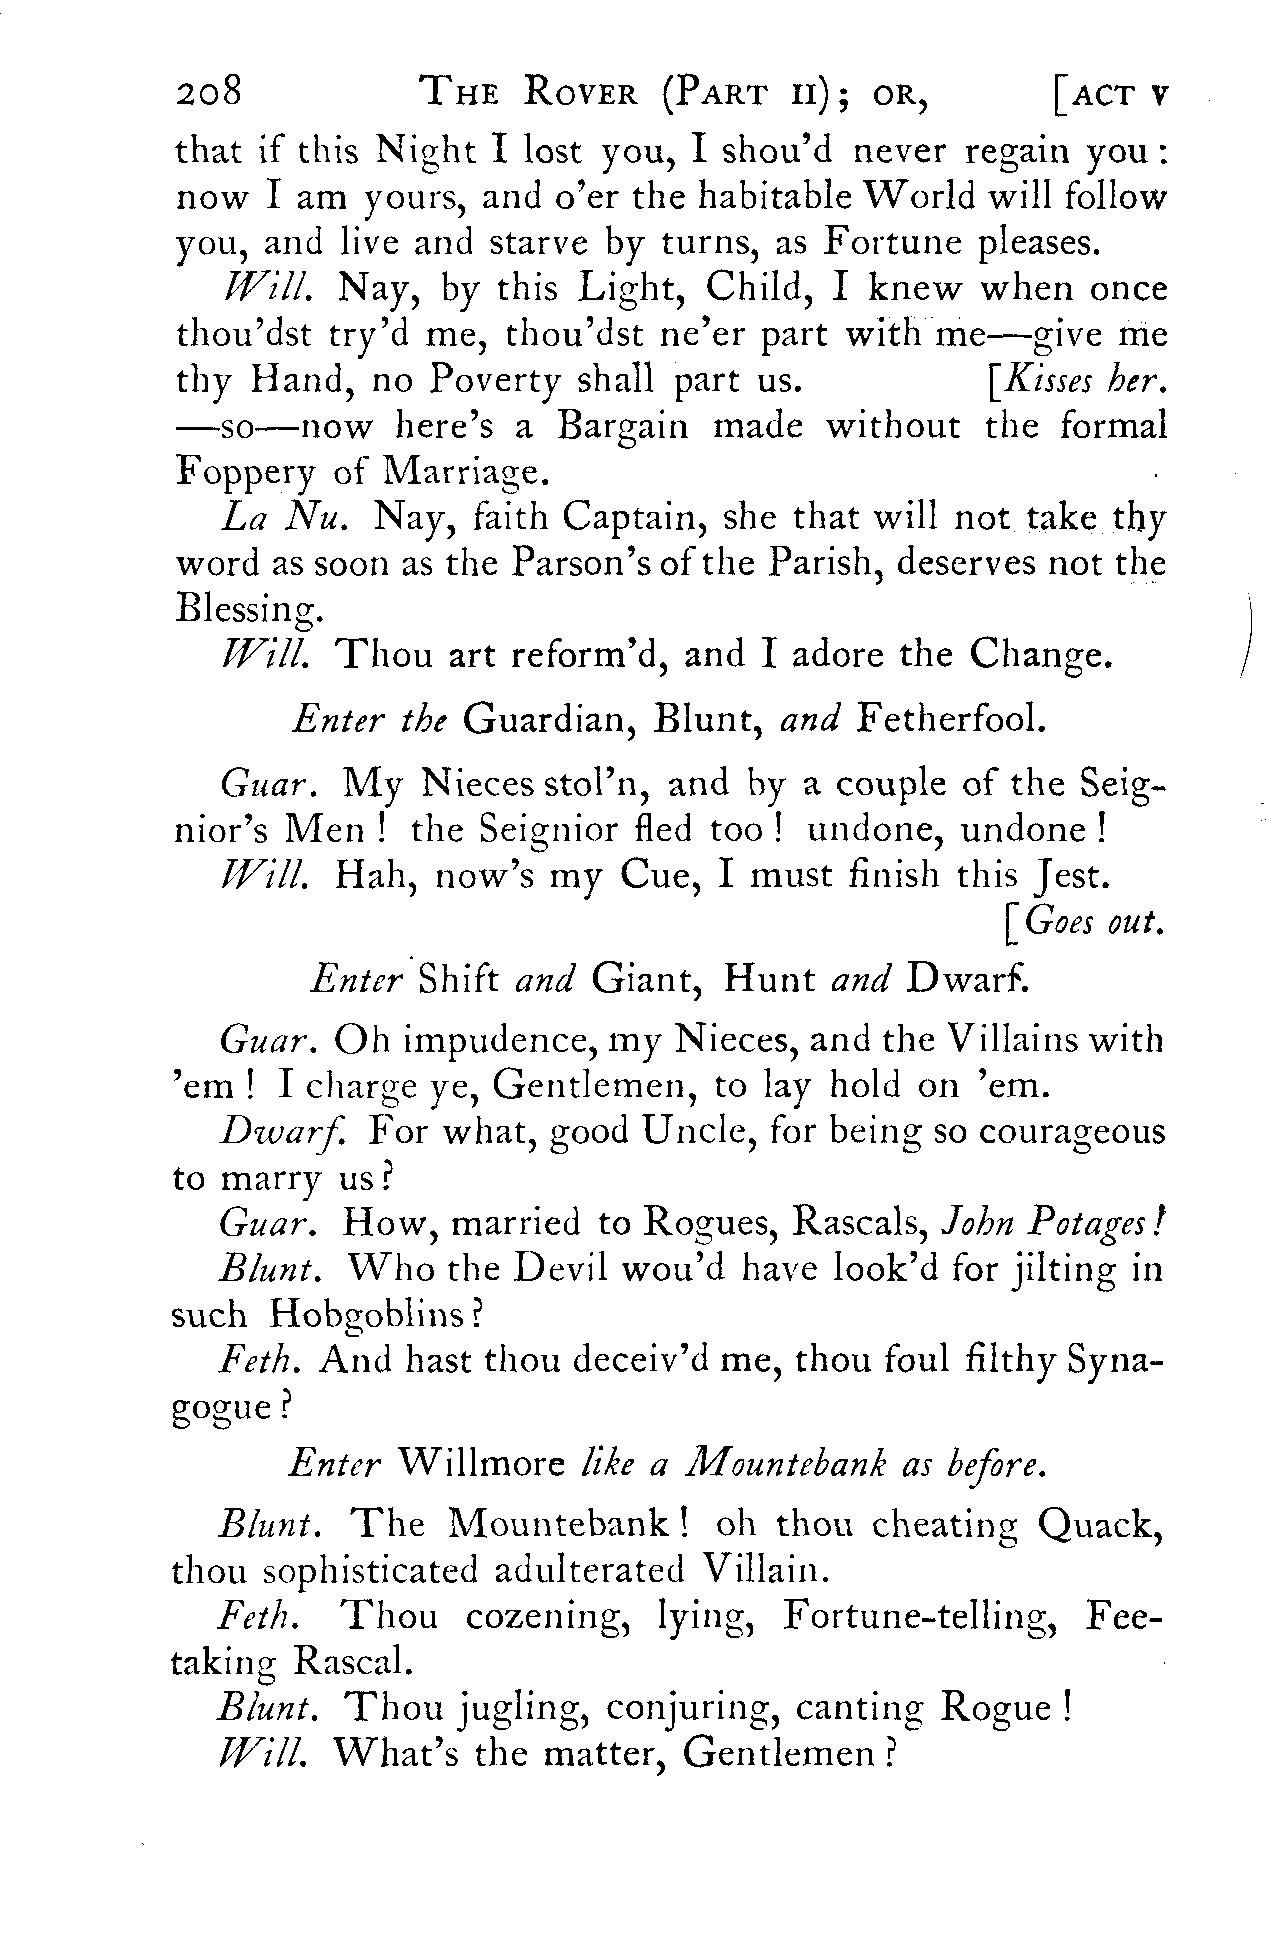 208 THE ROVER (PART II); OR, [ACT V
that if this Night I lost you, I shou'd never regain you :
now I am yours, and o'er the habitable World will follow
you, and live and starve by turns, as Fortune pleases.
Will. Nay, by this Light, Child, I knew when once
thou'dst try'd me, thou'dst ne'er part with me—give me
thy Hand, no Poverty shall part us. [Kisses her.
—so—now here's a Bargain made without the formal
Foppery of Marriage.
La Nu. Nay, faith Captain, she that will not take thy
word as soon as the Parson's of the Parish, deserves not the
Blessing.
Will. Thou art reform'd, and I adore the Change.
Enter the Guardian, Blunt, and Fetherfool.
Guar. My Nieces stol'n, and by a couple of the Seig-
nior's Men ! the Seignior fled too ! undone, undone !
Will. Hah, now's my Cue, I must finish this Jest.
[Goes out.
Enter Shift and Giant, Hunt and Dwarf.
Guar. Oh impudence, my Nieces, and the Villains with
'em ! I charge ye, Gentlemen, to lay hold on 'em.
Dwarf. For what, good Uncle, for being so courageous
to marry us?
Guar. How, married to Rogues, Rascals, John Potages!
Blunt. Who the Devil wou'd have look'd for jilting in
such Hobgoblins?
Feth. And hast thou deceiv'd me, thou foul filthy Syna-
gogue ?
Enter Willmore like a Mountebank as before.
Blunt. The Mountebank ! oh thou cheating Quack,
thou sophisticated adulterated Villain.
Feth. Thou cozening, lying, Fortune-telling, Fee-
taking Rascal.
Blunt. Thou jugling, conjuring, canting Rogue !
Will. What's the matter, Gentlemen ?